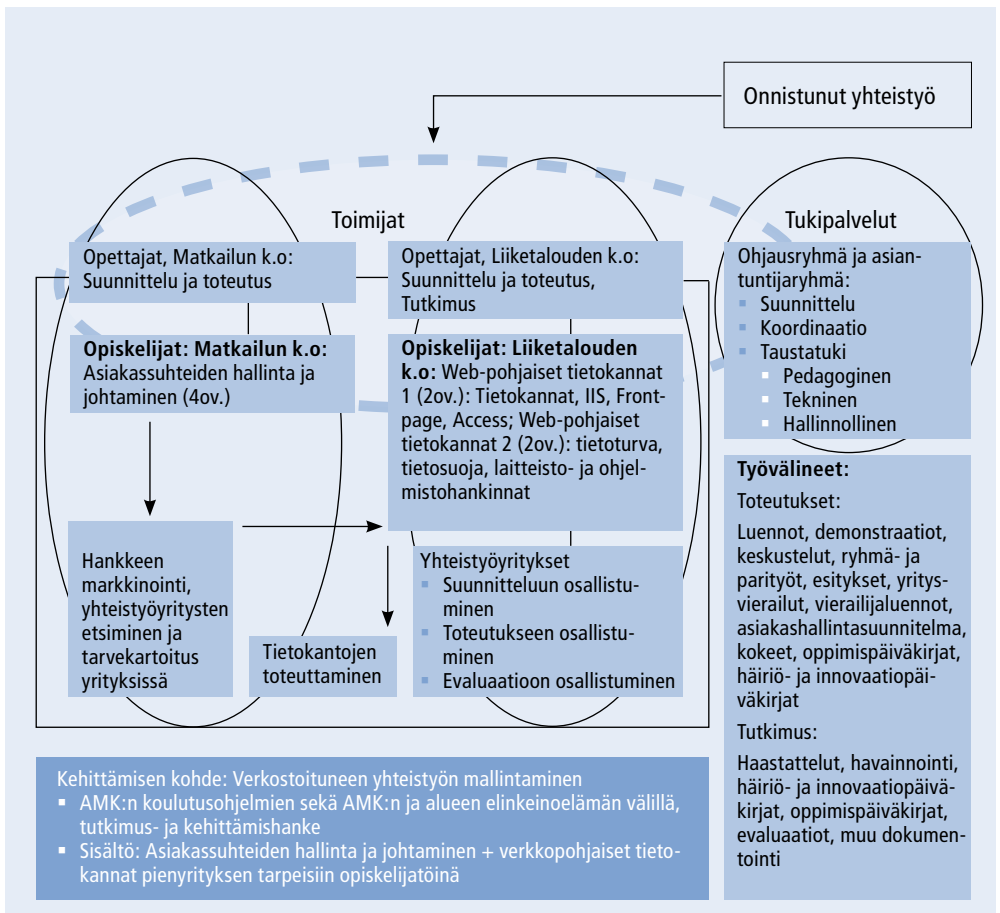 Onnistunut yhteistyö
Toimijat
Tukipalvelut
Opettajat, Matkailun k.o:
Suunnittelu ja toteutus
Opettajat, Liiketalouden k.o:
Suunnittelu ja toteutus,
Tutkimus
Ohjausryhmä ja asian-
tuntijaryhmä:
▪ Suunnittelu
▪ Koordinaatio
▪ Taustatuki
▪ Pedagoginen
▪ Tekninen
▪ Hallinnollinen
Opiskelijat: Matkailun k.o:
Asiakassuhteiden hallinta ja
johtaminen (4ov.)
Opiskelijat: Liiketalouden
k.o: Web-pohjaiset tietokannat
1 (2ov.): Tietokannat, IIS, Front-
page, Access; Web-pohjaiset
tietokannat 2 (2ov.): tietoturva,
tietosuoja, laitteisto- ja ohjel-
mistohankinnat
Hankkeen
markkinointi,
yhteistyöyritysten
etsiminen ja
tarvekartoitus
yrityksissä
Tietokantojen
toteuttaminen
Yhteistyöyritykset
▪ Suunnitteluun osallistu-
minen
▪ Toteutukseen osallistu-
minen
▪ Evaluaatioon osallistuminen
Työvälineet:
Toteutukset:
Luennot, demonstraatiot,
keskustelut, ryhmä- ja
parityöt, esitykset, yritys-
vierailut, vierailijaluennot,
asiakashallintasuunnitelma,
kokeet, oppimispäiväkirjat,
häiriö- ja innovaatiopäi-
väkirjat
Tutkimus:
Haastattelut, havainnointi,
häiriö- ja innovaatiopäivä-
kirjat, oppimispäiväkirjat,
evaluaatiot, muu dokumen-
tointi
Kehittämisen kohde: Verkostoituneen yhteistyön mallintaminen
▪ AMK:n koulutusohjelmien sekä AMK:n ja alueen elinkeinoelämän välillä,
tutkimus- ja kehittämishanke
▪ Sisältö: Asiakassuhteiden hallinta ja johtaminen + verkkopohjaiset tieto-
kannat pienyrityksen tarpeisiin opiskelijatöinä